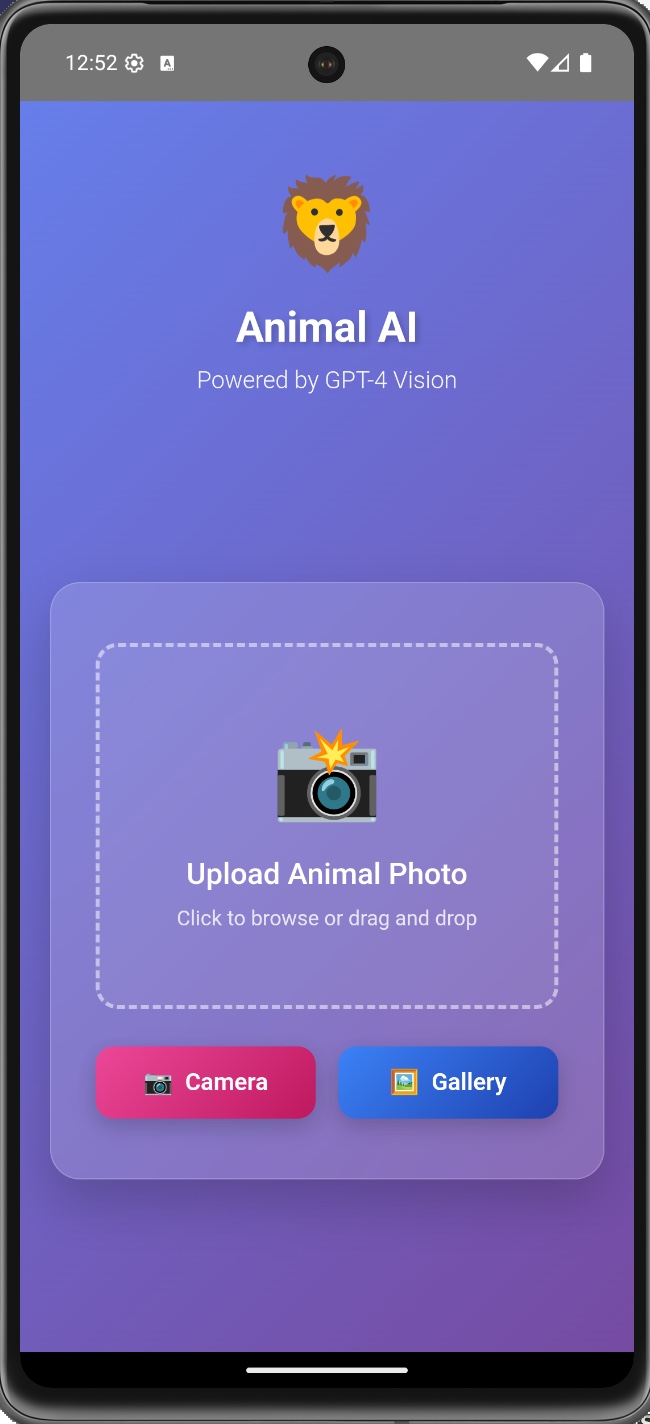 12:52
Animal AI
Powered by GPT-4 Vision
Upload Animal Photo
Click to browse or drag and drop
Camera
Gallery